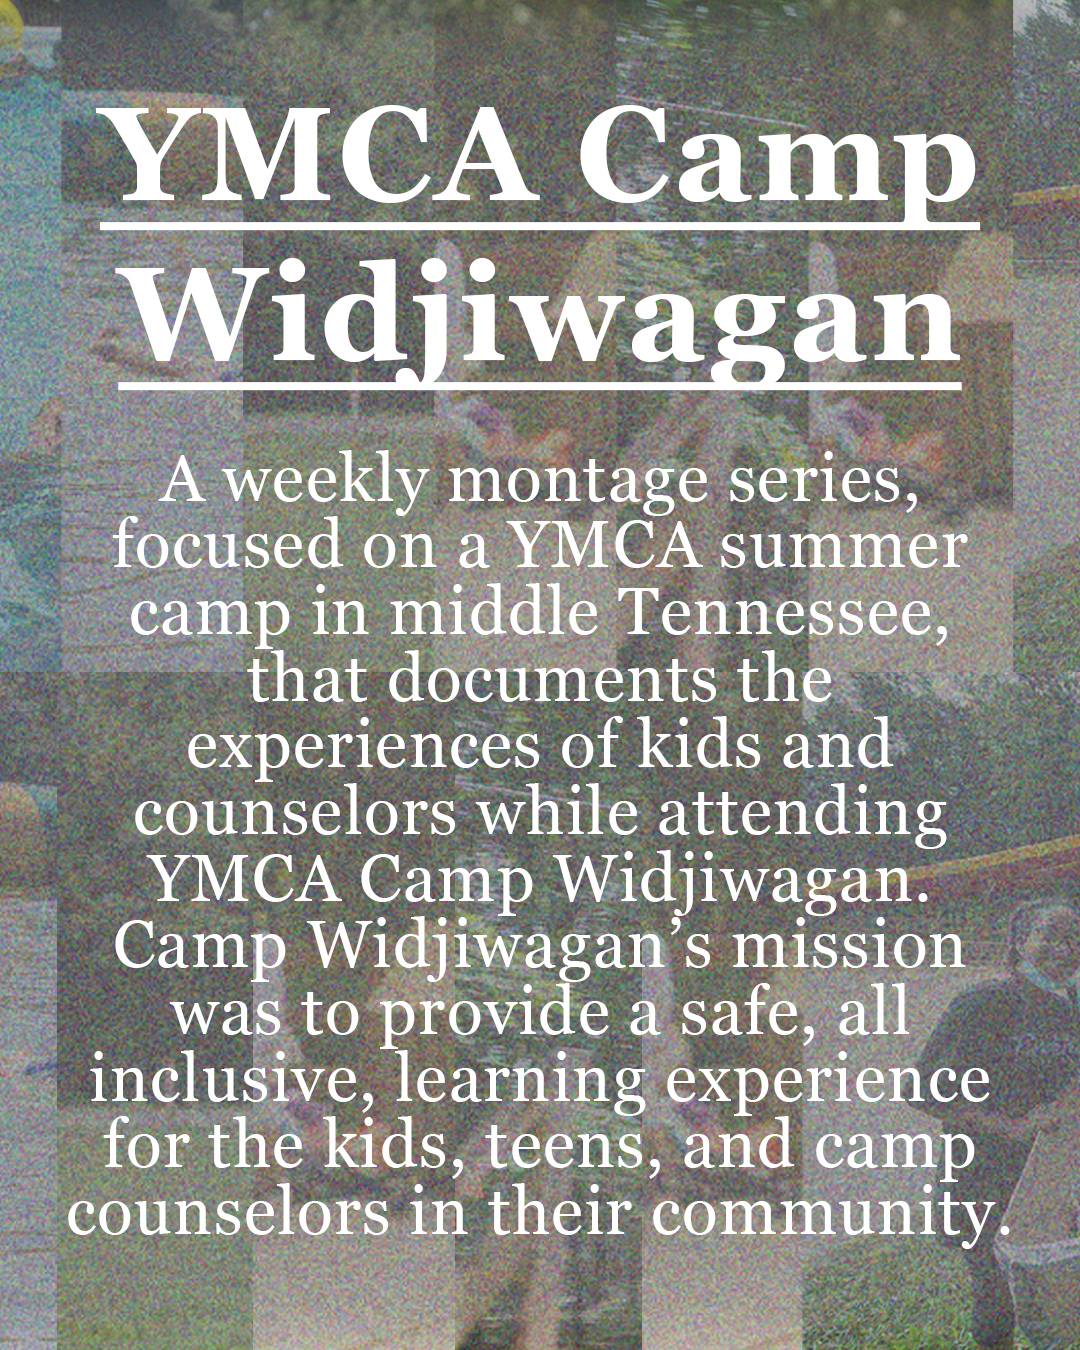 YMCA Camp
Widjiwagan
A weekly montage series,
focused on a YMCA summer
camp in middle Tennessee,
that documents the
experiences of kids and
counselors while attending
YMCA Camp Widjiwagan.
Camp Widjiwagan’s mission
was to provide a safe, all
inclusive, learning experience
for the kids, teens, and camp
counselors in their community.